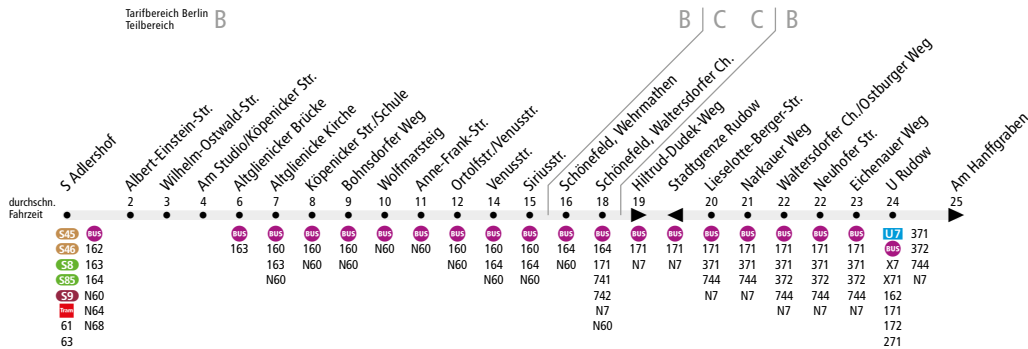 Tarifbereich Berlin
Teilbereich
B
B C
C B
S Adlershof
Albert-Einstein-Str.
Wilhelm-Ostwald-Str.
Am Studio/Köpenicker Str.
Altglienicker Brücke
Altglienicke Kirche
Köpenicker Str./Schule
Bohnsdorfer Weg
Wolfmarsteig
Anne-Frank-Str.
Ortolfstr./Venusstr.
Venusstr.
Siriusstr.
Schönefeld, Wehrmathen
Schönefeld, Waltersdorfer Ch.
Hiltrud-Dudek-Weg
Stadtgrenze Rudow
Lieselotte-Berger-Str.
Narkauer Weg
Waltersdorfer Ch./Ostburger Weg
Neuhofer Str.
Eichenauer Weg
U Rudow
Am Hanffgraben
durchschn.
Fahrzeit
2 3 4 6 7 8 9 10 11 12 14 15 16 18 19 20 21 22 22 23 24 25
S45 BUS BUS BUS BUS BUS BUS BUS BUS BUS BUS BUS BUS BUS BUS BUS BUS BUS BUS BUS U7 371
S46 162 163 160 160 160 N60 N60 160 160 160 164 164 171 171 171 171 171 171 171 BUS 372
S8 163 163 N60 160 N60 164 164 160 171 N7 N7 371 371 371 371 371 X7 744
S85 164 N60 N60 N60 N60 741 744 744 372 372 372 X71 N7
S9 N60 742 N7 N7 744 744 744 162
Tram N64 N7 N7 N7 N7 171
61 N68 N60 172
63 271